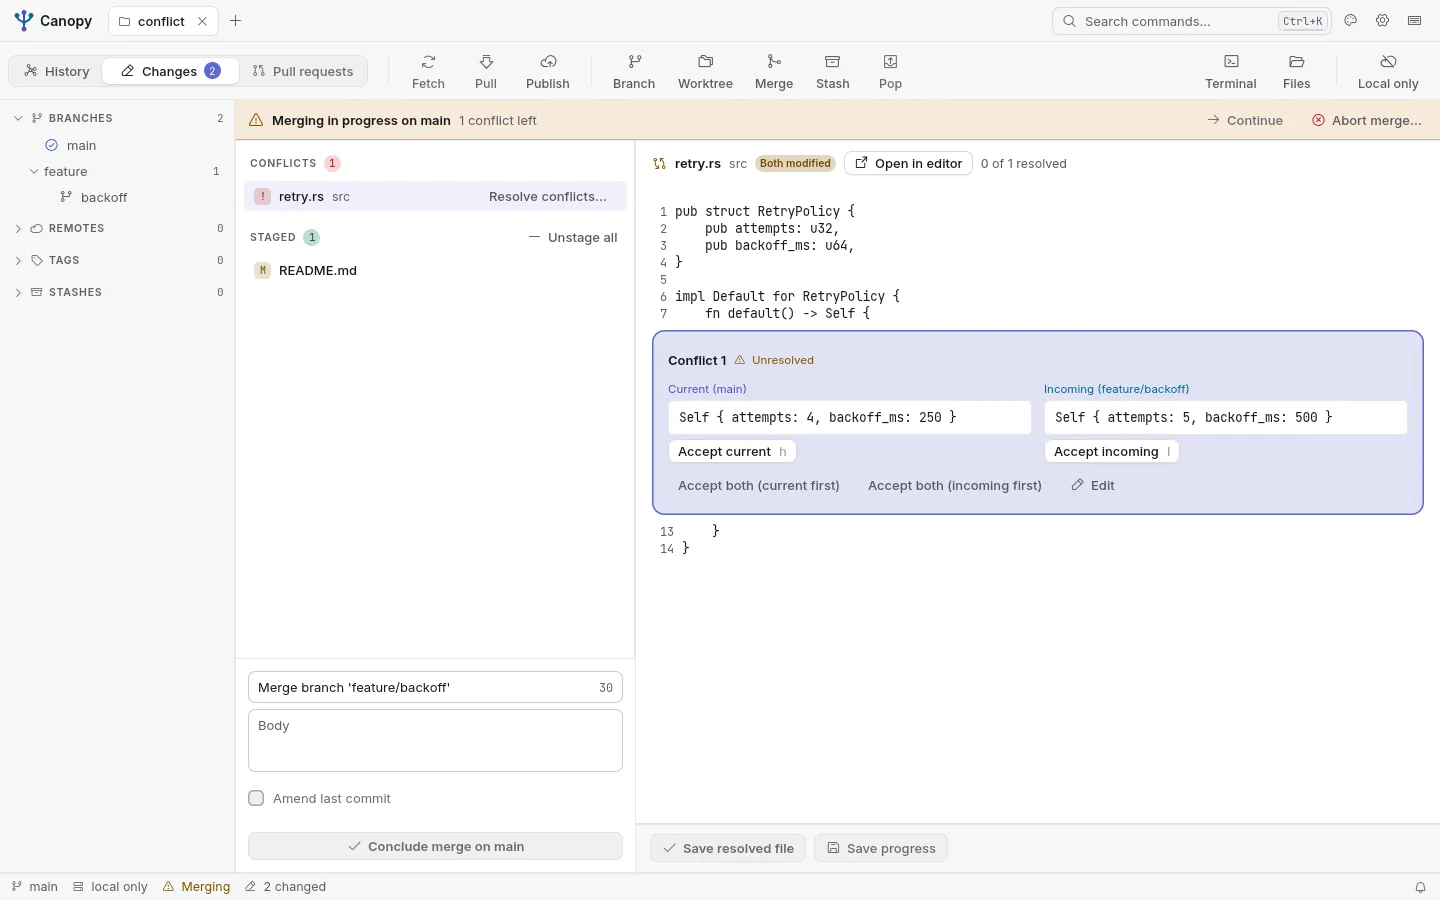 Canopy
conflict
Search commands...
Ctrl+K
History
Changes 2
Pull requests
Fetch
Pull
Publish
Branch
Worktree
Merge
Stash
Pop
Terminal
Files
Local only
BRANCHES 2
main
feature 1
backoff
REMOTES 0
TAGS 0
STASHES 0
Merging in progress on main 1 conflict left
Continue
Abort merge...
CONFLICTS 1
! retry.rs src Resolve conflicts...
STAGED 1 Unstage all
M README.md
Merge branch 'feature/backoff' 30
Body
Amend last commit
Conclude merge on main
retry.rs src Both modified Open in editor 0 of 1 resolved
1 pub struct RetryPolicy {
2 pub attempts: u32,
3 pub backoff_ms: u64,
4 }
5
6 impl Default for RetryPolicy {
7 fn default() -> Self {
Conflict 1 Unresolved
Current (main)
Self { attempts: 4, backoff_ms: 250 }
Accept current h
Incoming (feature/backoff)
Self { attempts: 5, backoff_ms: 500 }
Accept incoming l
Accept both (current first) Accept both (incoming first) Edit
13 }
14 }
Save resolved file
Save progress
main
local only
Merging
2 changed